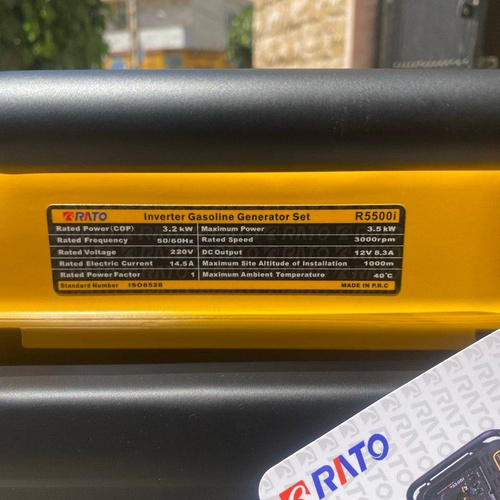 RATO Inverter Gasoline Generator Set R5500i
Rated Power(COP) 3.2 kW Maximum Power 3.5 kW
Rated Frequency 50/60Hz Rated Speed 3000rpm
Rated Voltage 220V DC Output 12V 8.3A
Rated Electric Current 14.5A Maximum Site Altitude of Installation 1000m
Rated Power Factor 1 Maximum Ambient Temperature 40℃
Standard Number ISO8528 MADE IN P.R.C
RATO